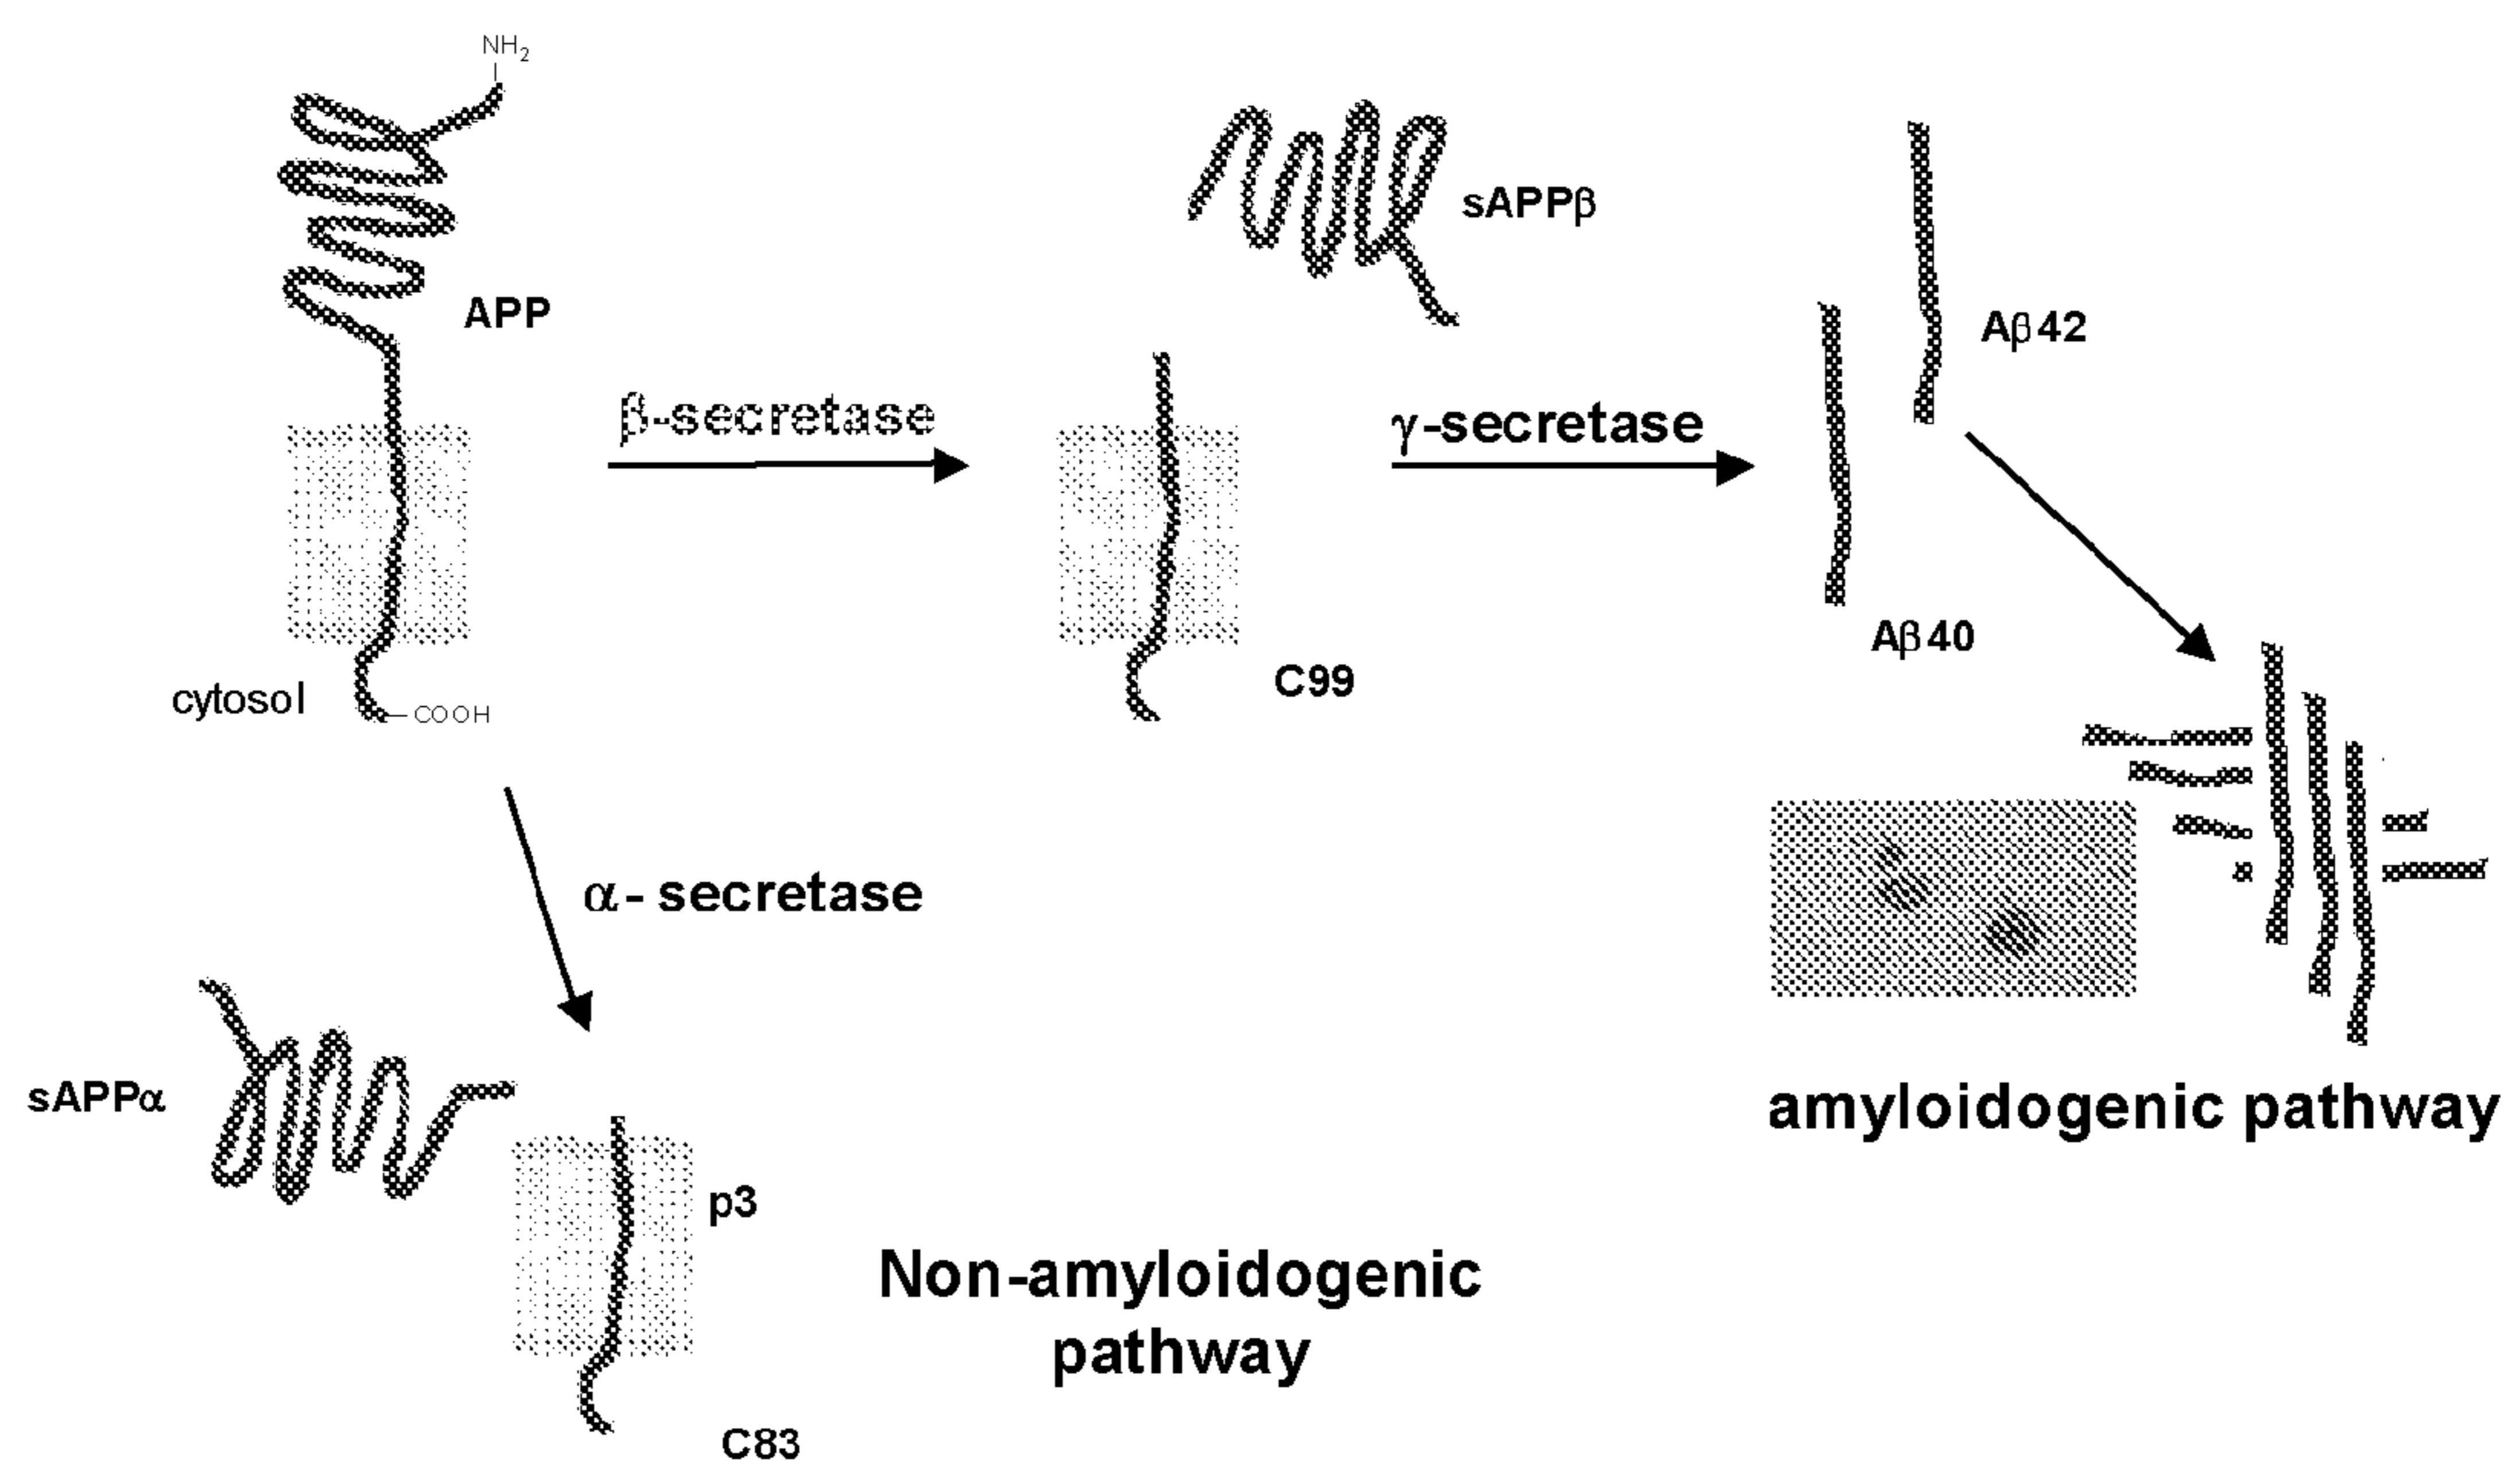 NH2
APP
sAPPβ
Aβ42
β-secretase
γ-secretase
Aβ40
cytosol
COOH
C99
α- secretase
sAPPα
amyloidogenic pathway
p3
Non-amyloidogenic
pathway
C83